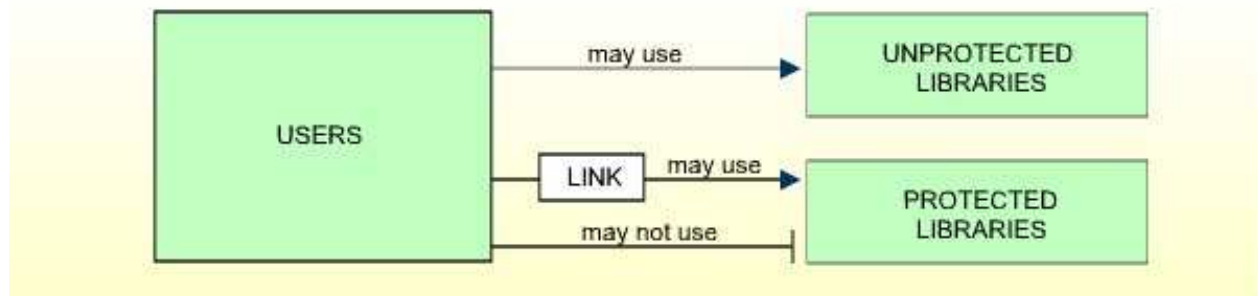 USERS
may use
UNPROTECTED
LIBRARIES
LINK
may use
may not use
PROTECTED
LIBRARIES